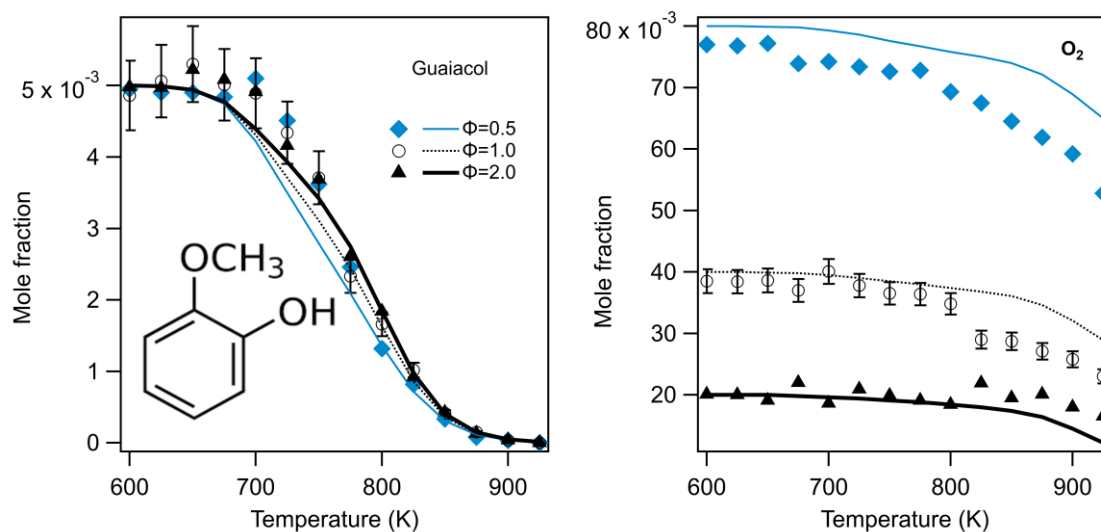 5 x 10-3
4
3
2
1
0
Mole fraction
Guaiacol
Φ=0.5
Φ=1.0
Φ=2.0
OCH3
OH
600
700
800
900
Temperature (K)
80 x 10-3
70
60
50
40
30
20
Mole fraction
O2
600
700
800
900
Temperature (K)